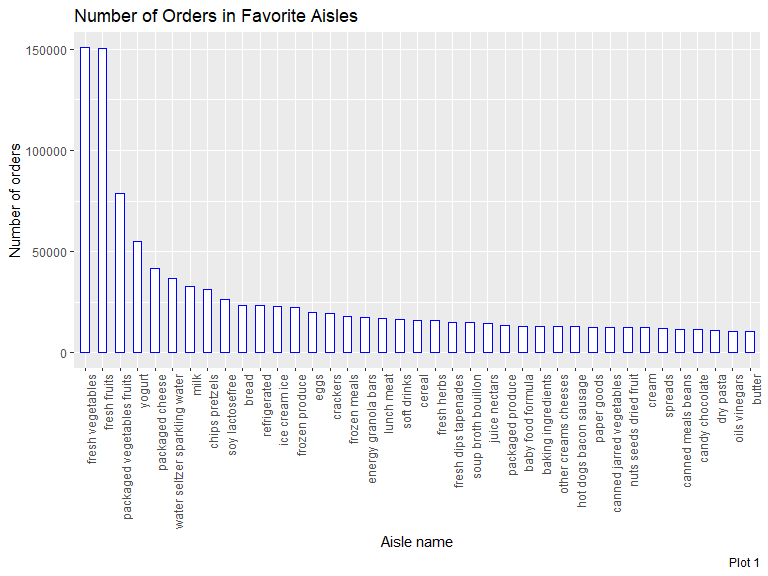 Number of Orders in Favorite Aisles
Number of orders
150000
100000
50000
0
fresh vegetables
fresh fruits
packaged vegetables fruits
yogurt
packaged cheese
water seltzer sparkling water
milk
chips pretzels
soy lactosefree
bread
refrigerated
ice cream ice
frozen produce
eggs
crackers
frozen meals
energy granola bars
lunch meat
soft drinks
cereal
fresh herbs
fresh dips tapenades
soup broth bouillon
juice nectars
packaged produce
baby food formula
baking ingredients
other creams cheeses
hot dogs bacon sausage
paper goods
canned jarred vegetables
nuts seeds dried fruit
cream
spreads
canned meals beans
candy chocolate
dry pasta
oils vinegars
butter
Aisle name
Plot 1